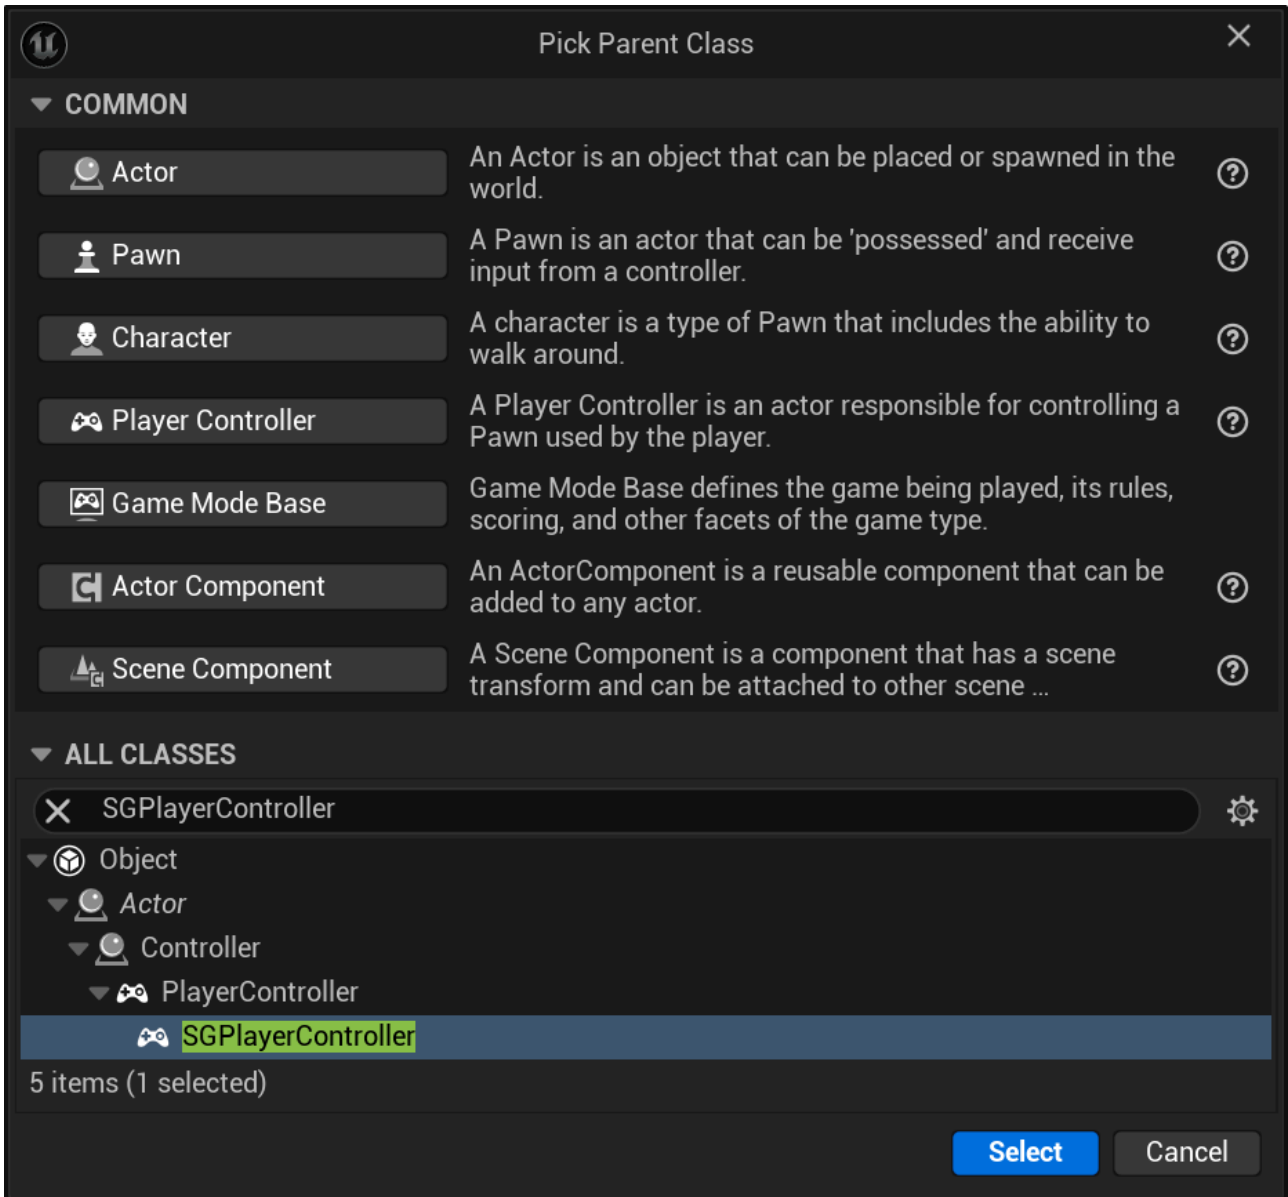 Pick Parent Class
COMMON
Actor
An Actor is an object that can be placed or spawned in the
world.
Pawn
A Pawn is an actor that can be 'possessed' and receive
input from a controller.
Character
A character is a type of Pawn that includes the ability to
walk around.
Player Controller
A Player Controller is an actor responsible for controlling a
Pawn used by the player.
Game Mode Base
Game Mode Base defines the game being played, its rules,
scoring, and other facets of the game type.
Actor Component
An ActorComponent is a reusable component that can be
added to any actor.
Scene Component
A Scene Component is a component that has a scene
transform and can be attached to other scene ...
ALL CLASSES
SGPlayerController
Object
Actor
Controller
PlayerController
SGPlayerController
5 items (1 selected)
Select
Cancel